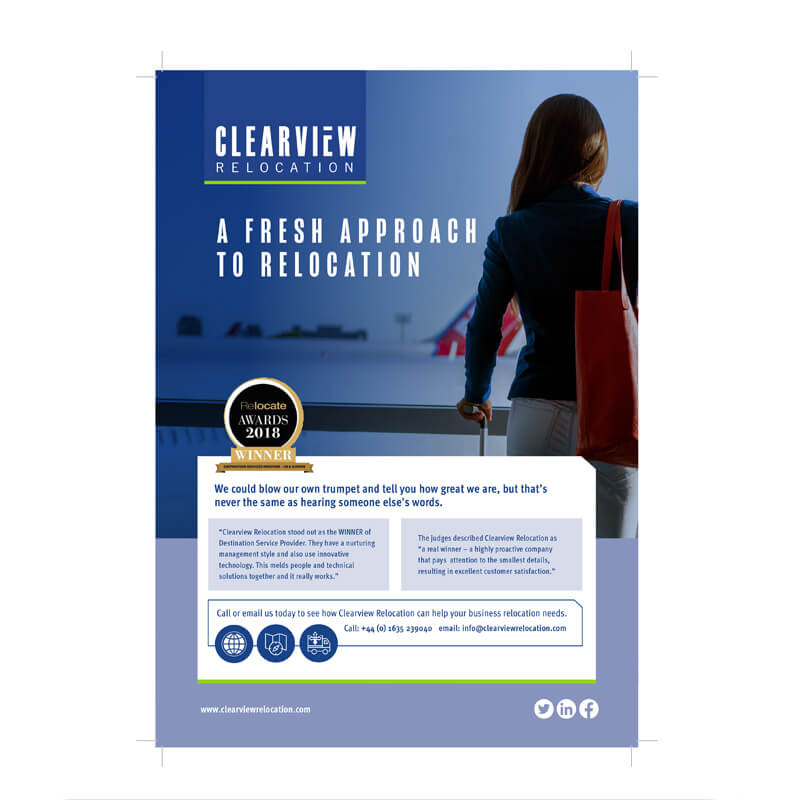 CLEARVIEW
RELOCATION
A FRESH APPROACH
TO RELOCATION
Relocate
AWARDS
2018
WINNER
We could blow our own trumpet and tell you how great we are, but that's
never the same as hearing someone else's words.
“Clearview Relocation stood out as the WINNER of
Destination Service Provider. They have a nurturing
management style and also use innovative
technology. This melds people and technical
solutions together and it really works.”
The judges described Clearview Relocation as
“a real winner – a highly proactive company
that pays attention to the smallest details,
resulting in excellent customer satisfaction.”
Call or email us today to see how Clearview Relocation can help your business relocation needs.
Call: +44 (0) 1635 239040 email: info@clearviewrelocation.com
www.clearviewrelocation.com